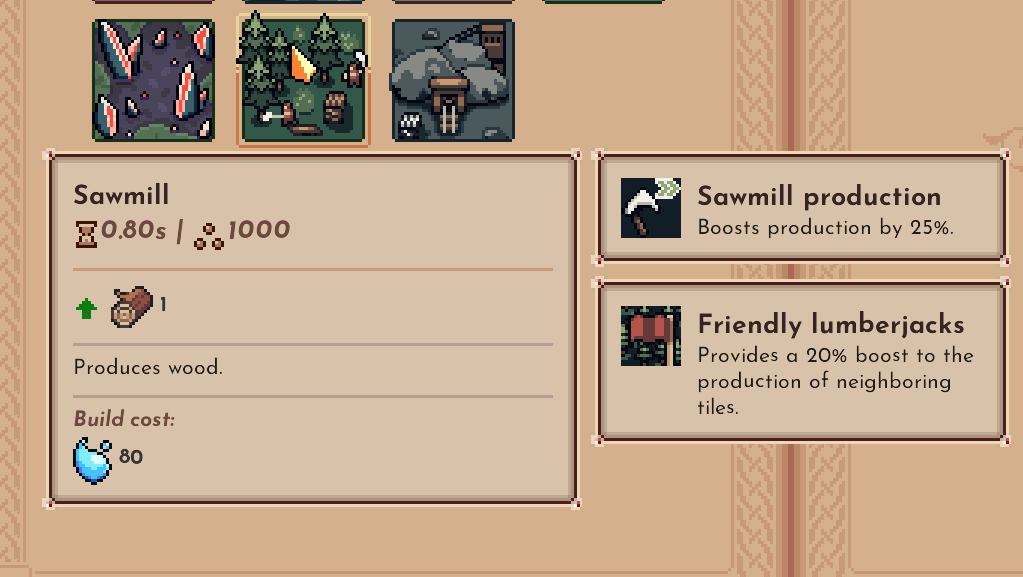 Sawmill
0.80s | 1000
1
Produces wood.
Build cost:
80
Sawmill production
Boosts production by 25%.
Friendly lumberjacks
Provides a 20% boost to the
production of neighboring
tiles.